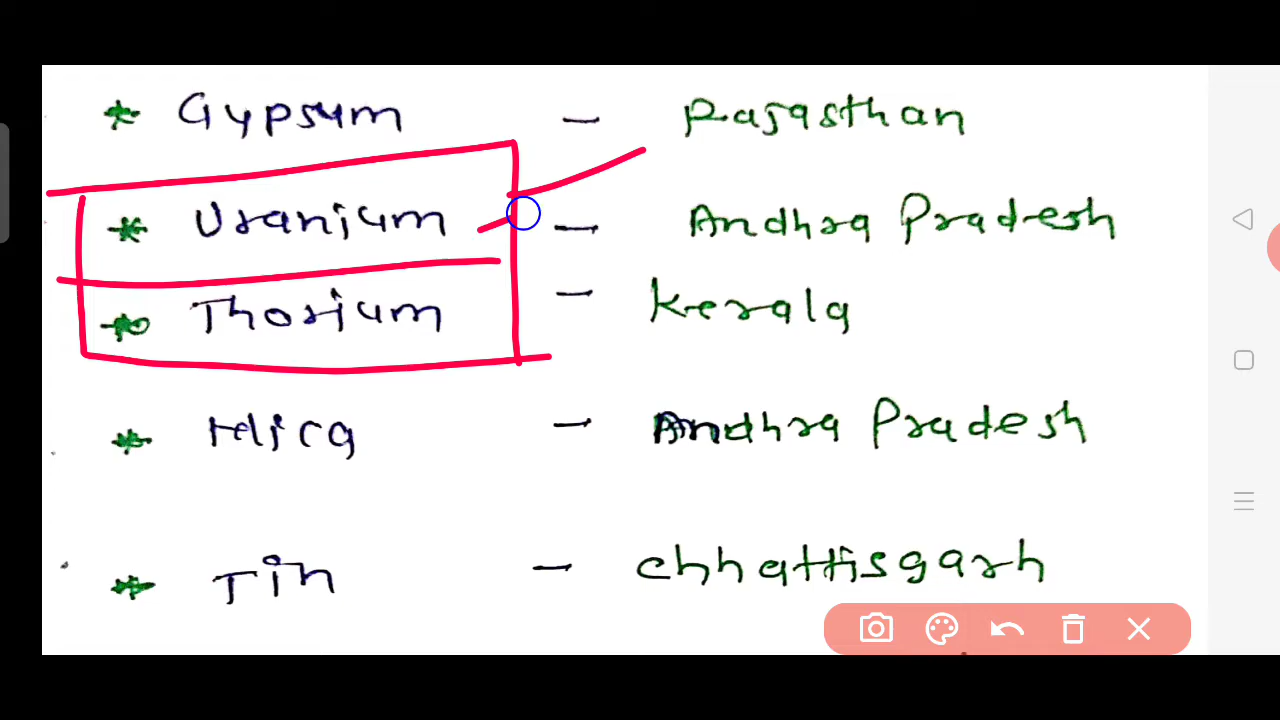 * Gypsum - Rajasthan
* Uranium - Andhra Pradesh
* Thorium - Kerala
* Mica - Andhra Pradesh
* Tin - Chhattisgarh